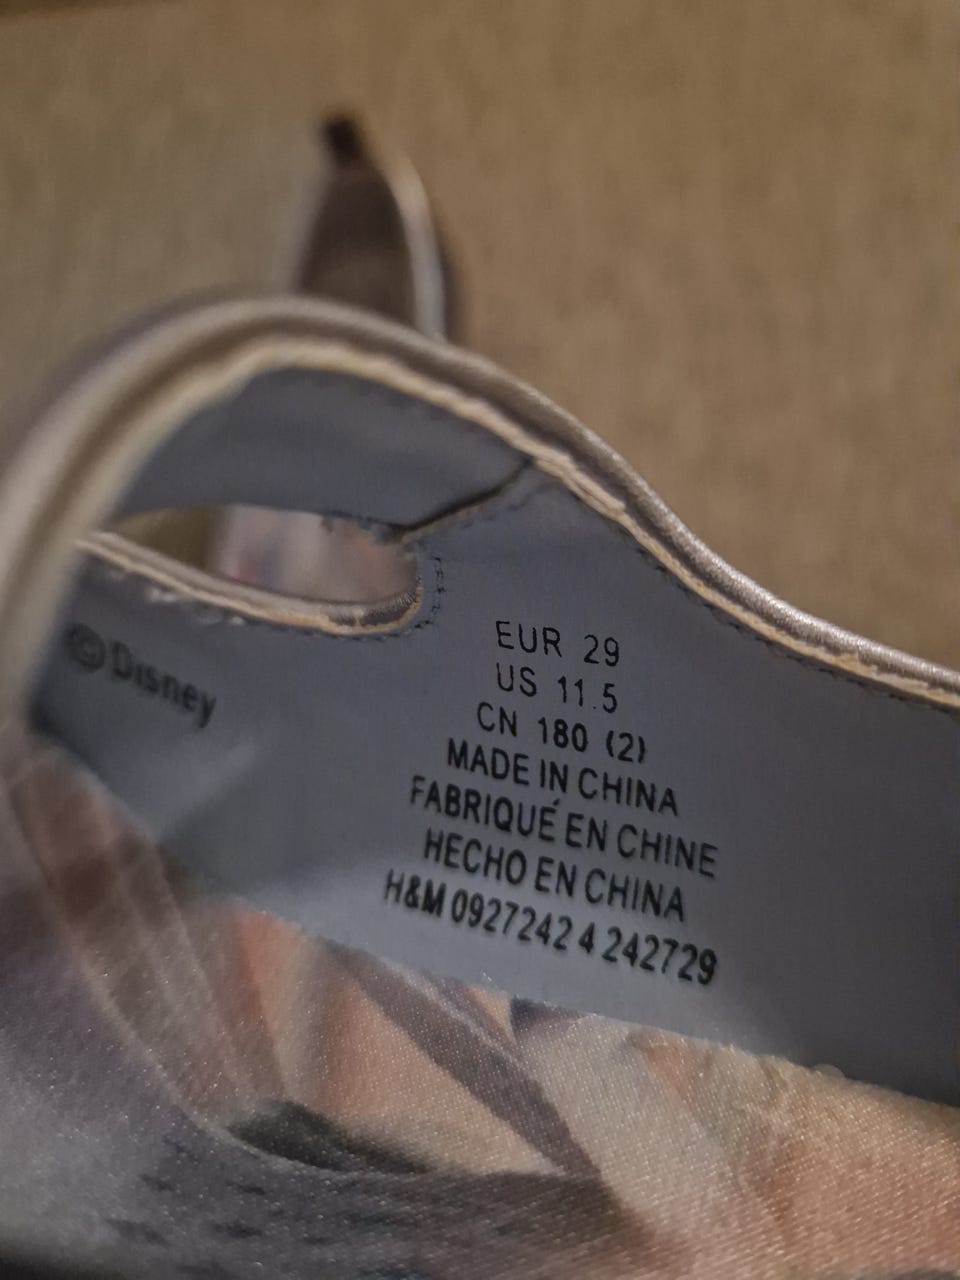 ©Disney
EUR 29
US 11.5
CN 180 (2)
MADE IN CHINA
FABRIQUÉ EN CHINE
HECHO EN CHINA
H&M 0927242 4 242729